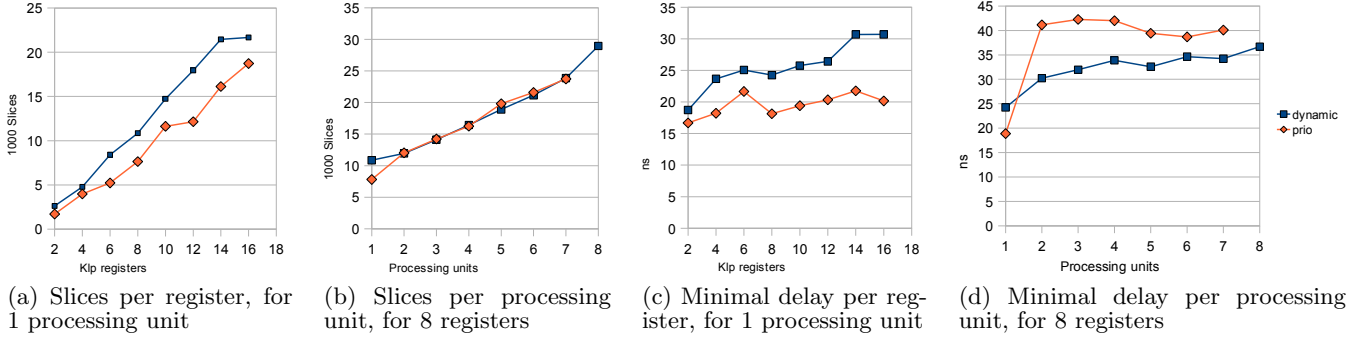 25
20
15
10
5
0
1000 Slices
2 4 6 8 10 12 14 16 18
Klp registers
(a) Slices per register, for
1 processing unit
35
30
25
20
15
10
5
0
1000 Slices
1 2 3 4 5 6 7 8
Processing units
(b) Slices per processing
unit, for 8 registers
35
30
25
20
15
10
5
0
ns
2 4 6 8 10 12 14 16 18
Klp registers
(c) Minimal delay per reg-
ister, for 1 processing unit
45
40
35
30
25
20
15
10
5
0
ns
1 2 3 4 5 6 7 8
Processing units
dynamic
prio
(d) Minimal delay per processing
unit, for 8 registers